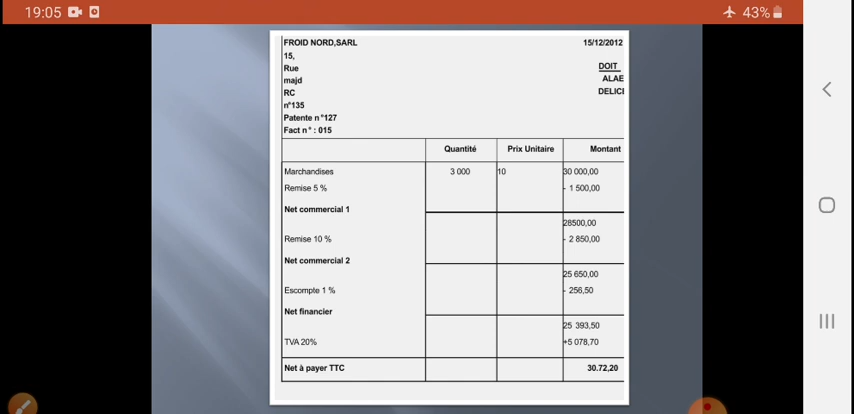 19:05 43%
FROID NORD,SARL 15/12/2012
15,
Rue DOIT
majd ALAE
RC DELICI
n°135
Patente n°127
Fact n° : 015
Quantité Prix Unitaire Montant
Marchandises 3 000 10 30 000,00
Remise 5 % - 1 500,00
Net commercial 1
28500,00
Remise 10 % - 2 850,00
Net commercial 2
25 650,00
Escompte 1 % - 256,50
Net financier
25 393,50
TVA 20% +5 078,70
Net à payer TTC 30.72,20